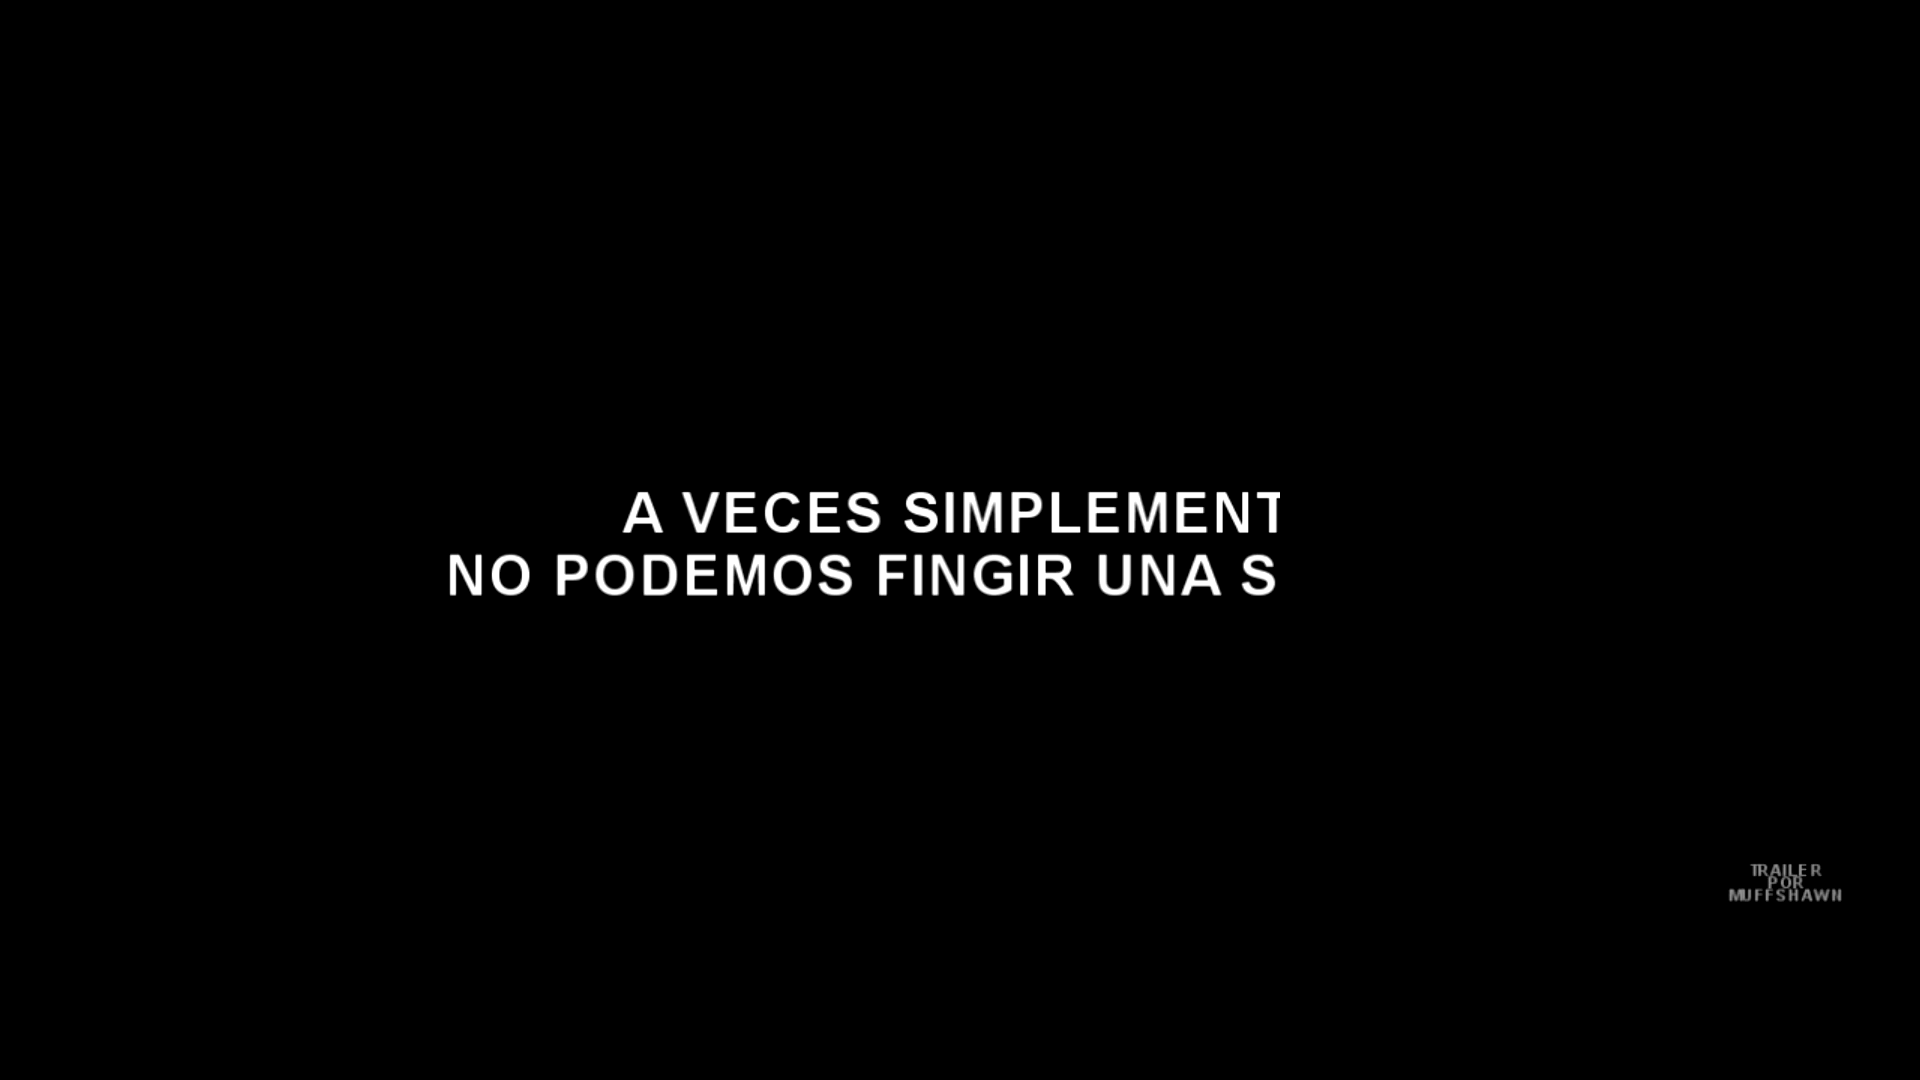 A VECES SIMPLEMENT
NO PODEMOS FINGIR UNA S
TRAILER
POR
MUFFSHAWN